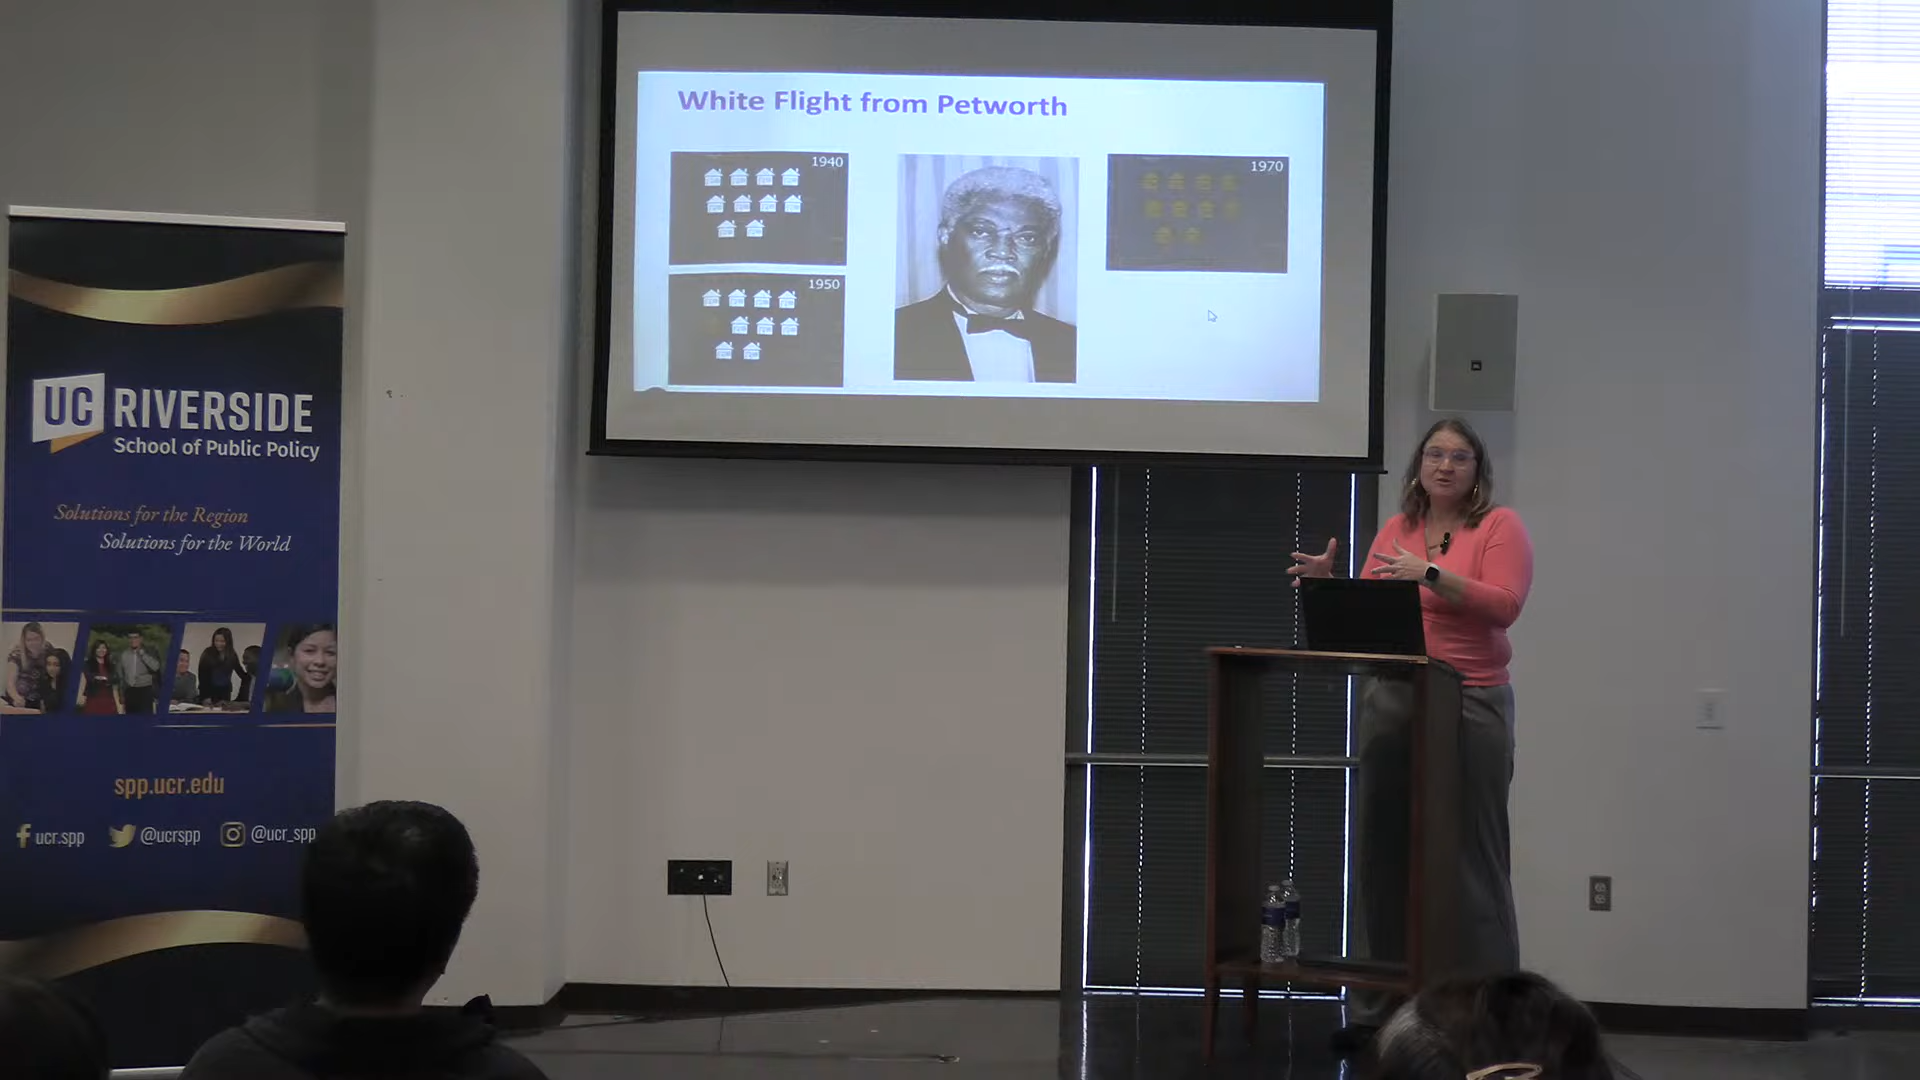 White Flight from Petworth
1940
1950
1970
UC RIVERSIDE
School of Public Policy
Solutions for the Region
Solutions for the World
spp.ucr.edu
ucr.spp @ucrspp @ucr_spp